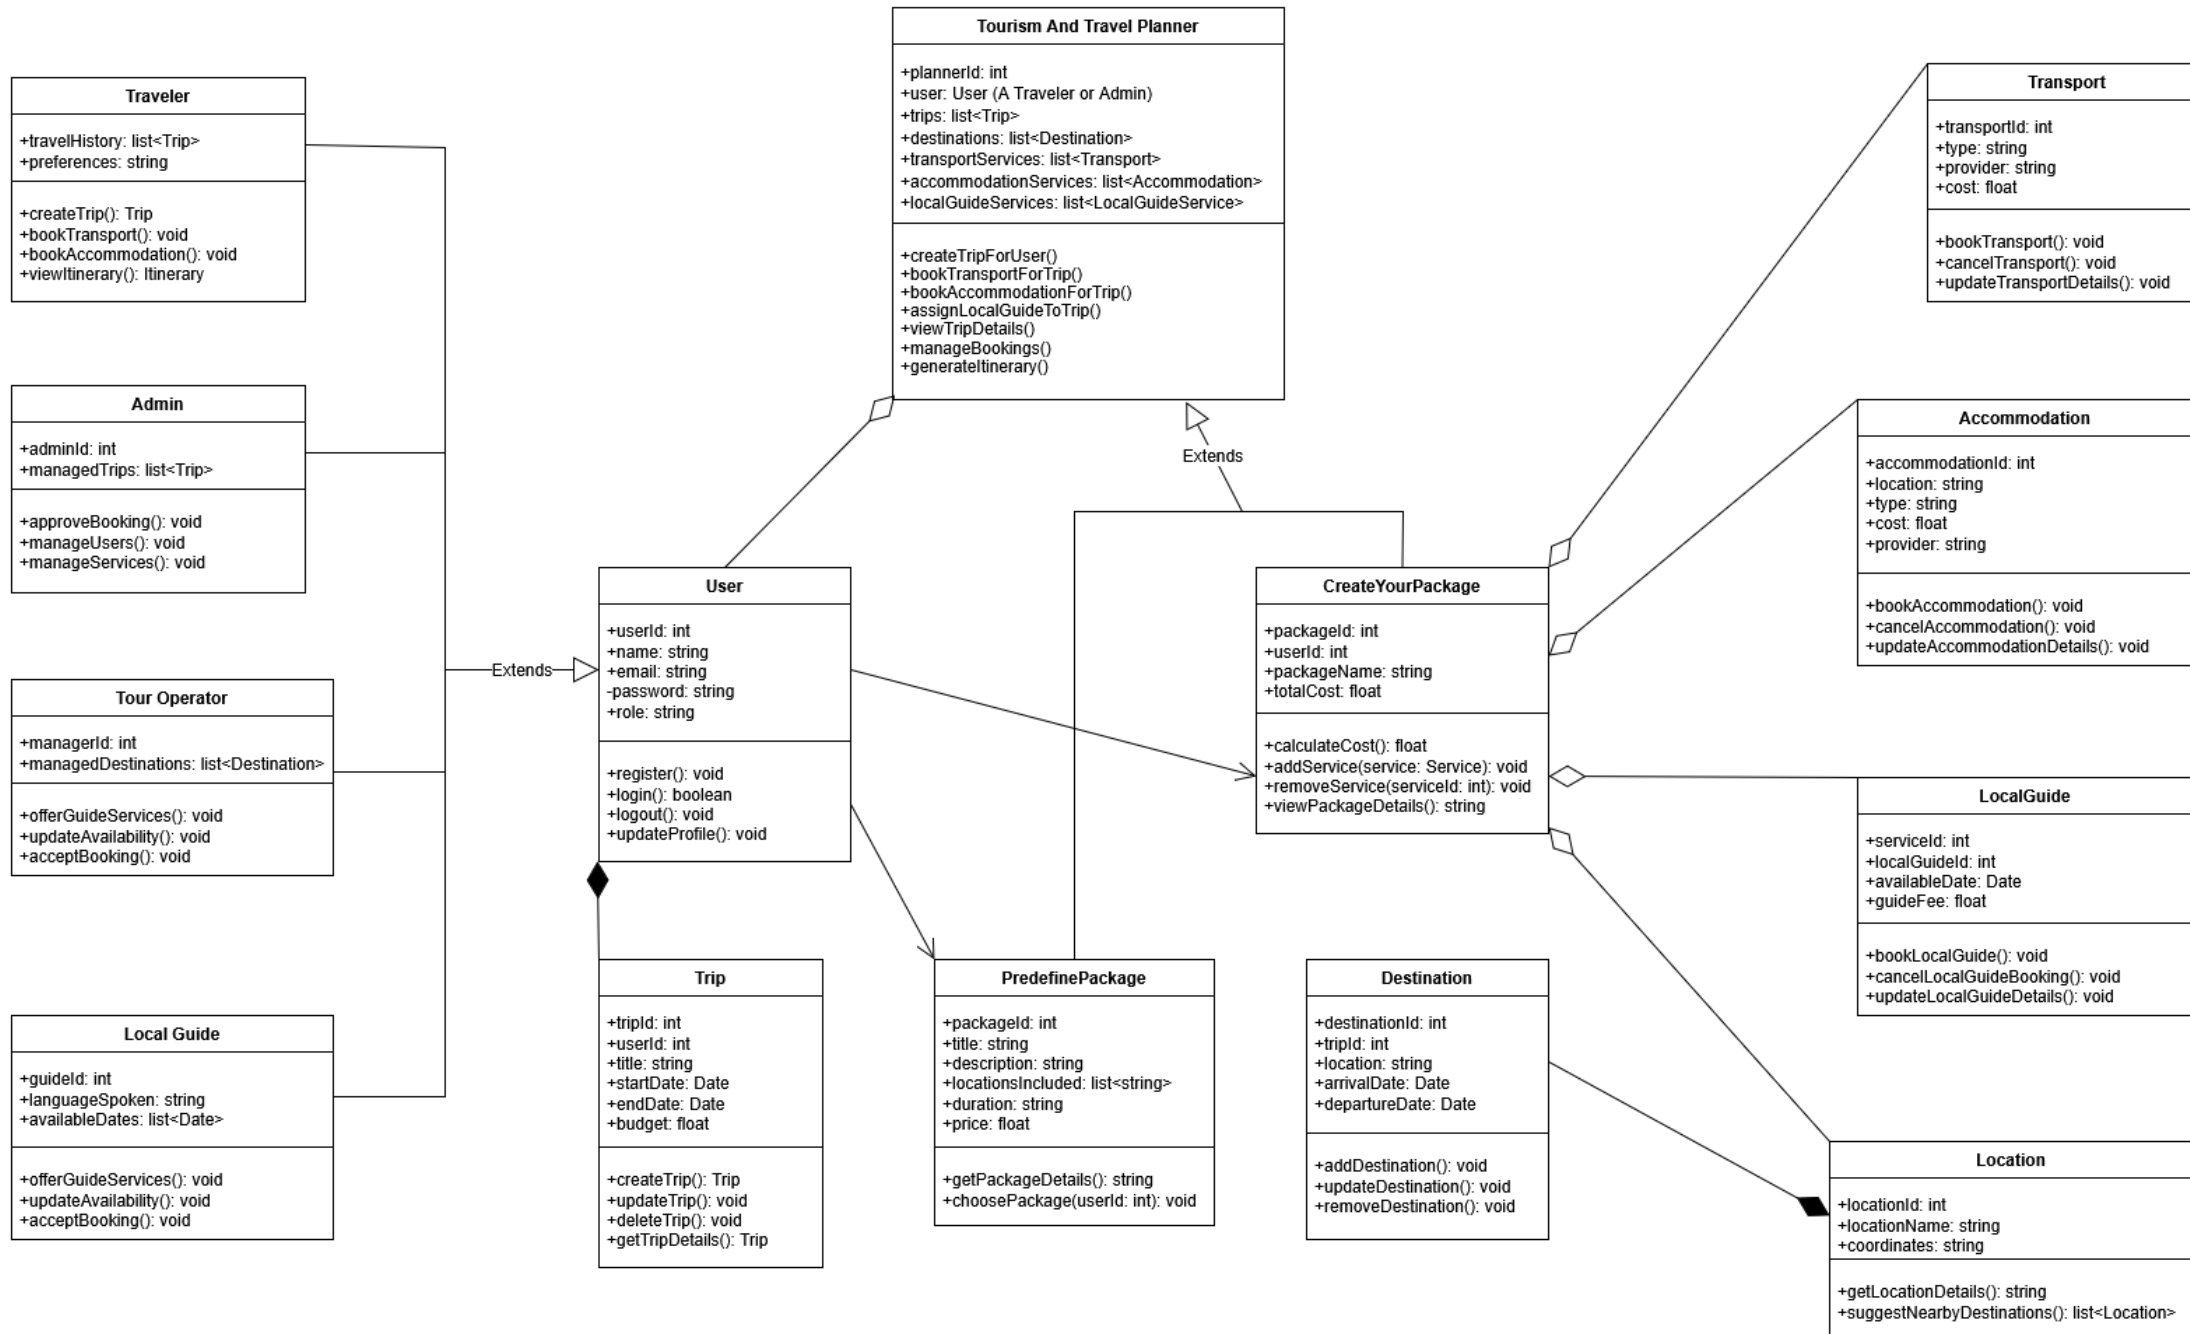 Tourism And Travel Planner
+plannerId: int
+user: User (A Traveler or Admin)
+trips: list<Trip>
+destinations: list<Destination>
+transportServices: list<Transport>
+accommodationServices: list<Accommodation>
+localGuideServices: list<LocalGuideService>
+createTripForUser()
+bookTransportForTrip()
+bookAccommodationForTrip()
+assignLocalGuideToTrip()
+viewTripDetails()
+manageBookings()
+generateItinerary()
Traveler
+travelHistory: list<Trip>
+preferences: string
+createTrip(): Trip
+bookTransport(): void
+bookAccommodation(): void
+viewItinerary(): Itinerary
Admin
+adminId: int
+managedTrips: list<Trip>
+approveBooking(): void
+manageUsers(): void
+manageServices(): void
Tour Operator
+managerId: int
+managedDestinations: list<Destination>
+offerGuideServices(): void
+updateAvailability(): void
+acceptBooking(): void
Local Guide
+guideId: int
+languageSpoken: string
+availableDates: list<Date>
+offerGuideServices(): void
+updateAvailability(): void
+acceptBooking(): void
Extends
Extends
User
+userId: int
+name: string
+email: string
-password: string
+role: string
+register(): void
+login(): boolean
+logout(): void
+updateProfile(): void
Trip
+tripId: int
+userId: int
+title: string
+startDate: Date
+endDate: Date
+budget: float
+createTrip(): Trip
+updateTrip(): void
+deleteTrip(): void
+getTripDetails(): Trip
PredefinePackage
+packageId: int
+title: string
+description: string
+locationsIncluded: list<string>
+duration: string
+price: float
+getPackageDetails(): string
+choosePackage(userId: int): void
CreateYourPackage
+packageId: int
+userId: int
+packageName: string
+totalCost: float
+calculateCost(): float
+addService(service: Service): void
+removeService(serviceId: int): void
+viewPackageDetails(): string
Destination
+destinationId: int
+tripId: int
+location: string
+arrivalDate: Date
+departureDate: Date
+addDestination(): void
+updateDestination(): void
+removeDestination(): void
Transport
+transportId: int
+type: string
+provider: string
+cost: float
+bookTransport(): void
+cancelTransport(): void
+updateTransportDetails(): void
Accommodation
+accommodationId: int
+location: string
+type: string
+cost: float
+provider: string
+bookAccommodation(): void
+cancelAccommodation(): void
+updateAccommodationDetails(): void
LocalGuide
+serviceId: int
+localGuideId: int
+availableDate: Date
+guideFee: float
+bookLocalGuide(): void
+cancelLocalGuideBooking(): void
+updateLocalGuideDetails(): void
Location
+locationId: int
+locationName: string
+coordinates: string
+getLocationDetails(): string
+suggestNearbyDestinations(): list<Location>